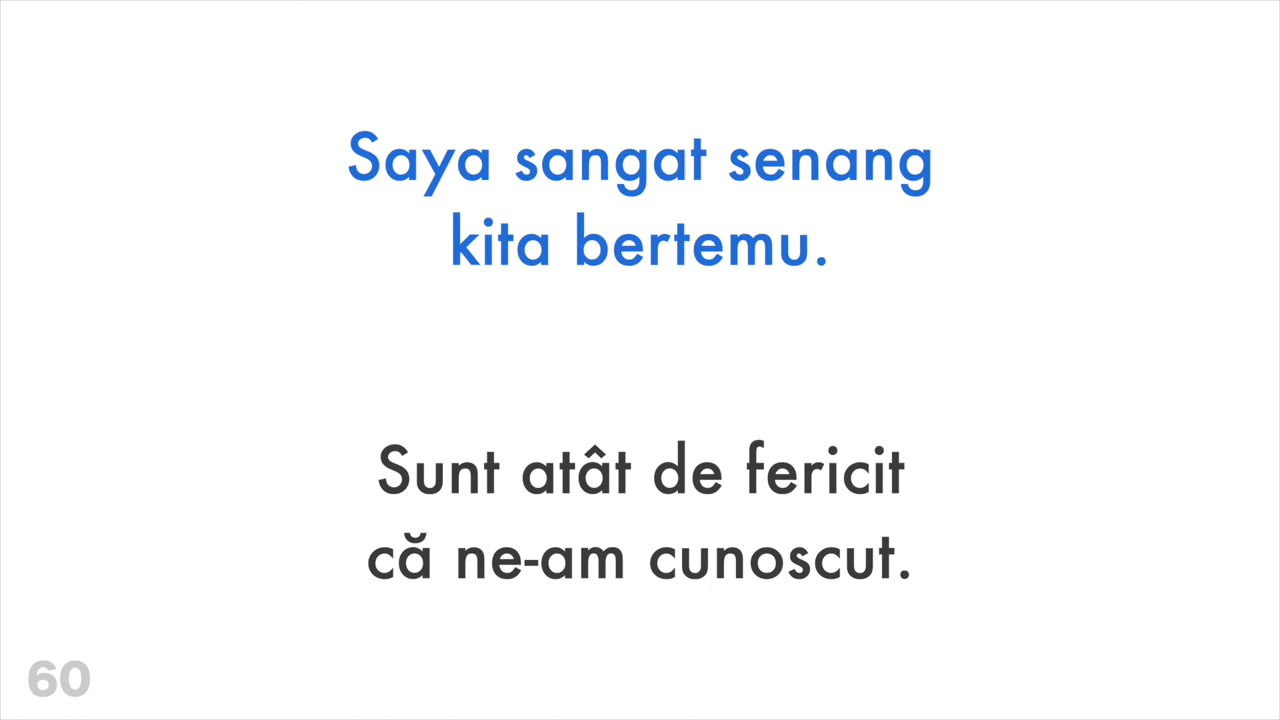 Saya sangat senang
kita bertemu.
Sunt atât de fericit
că ne-am cunoscut.
60